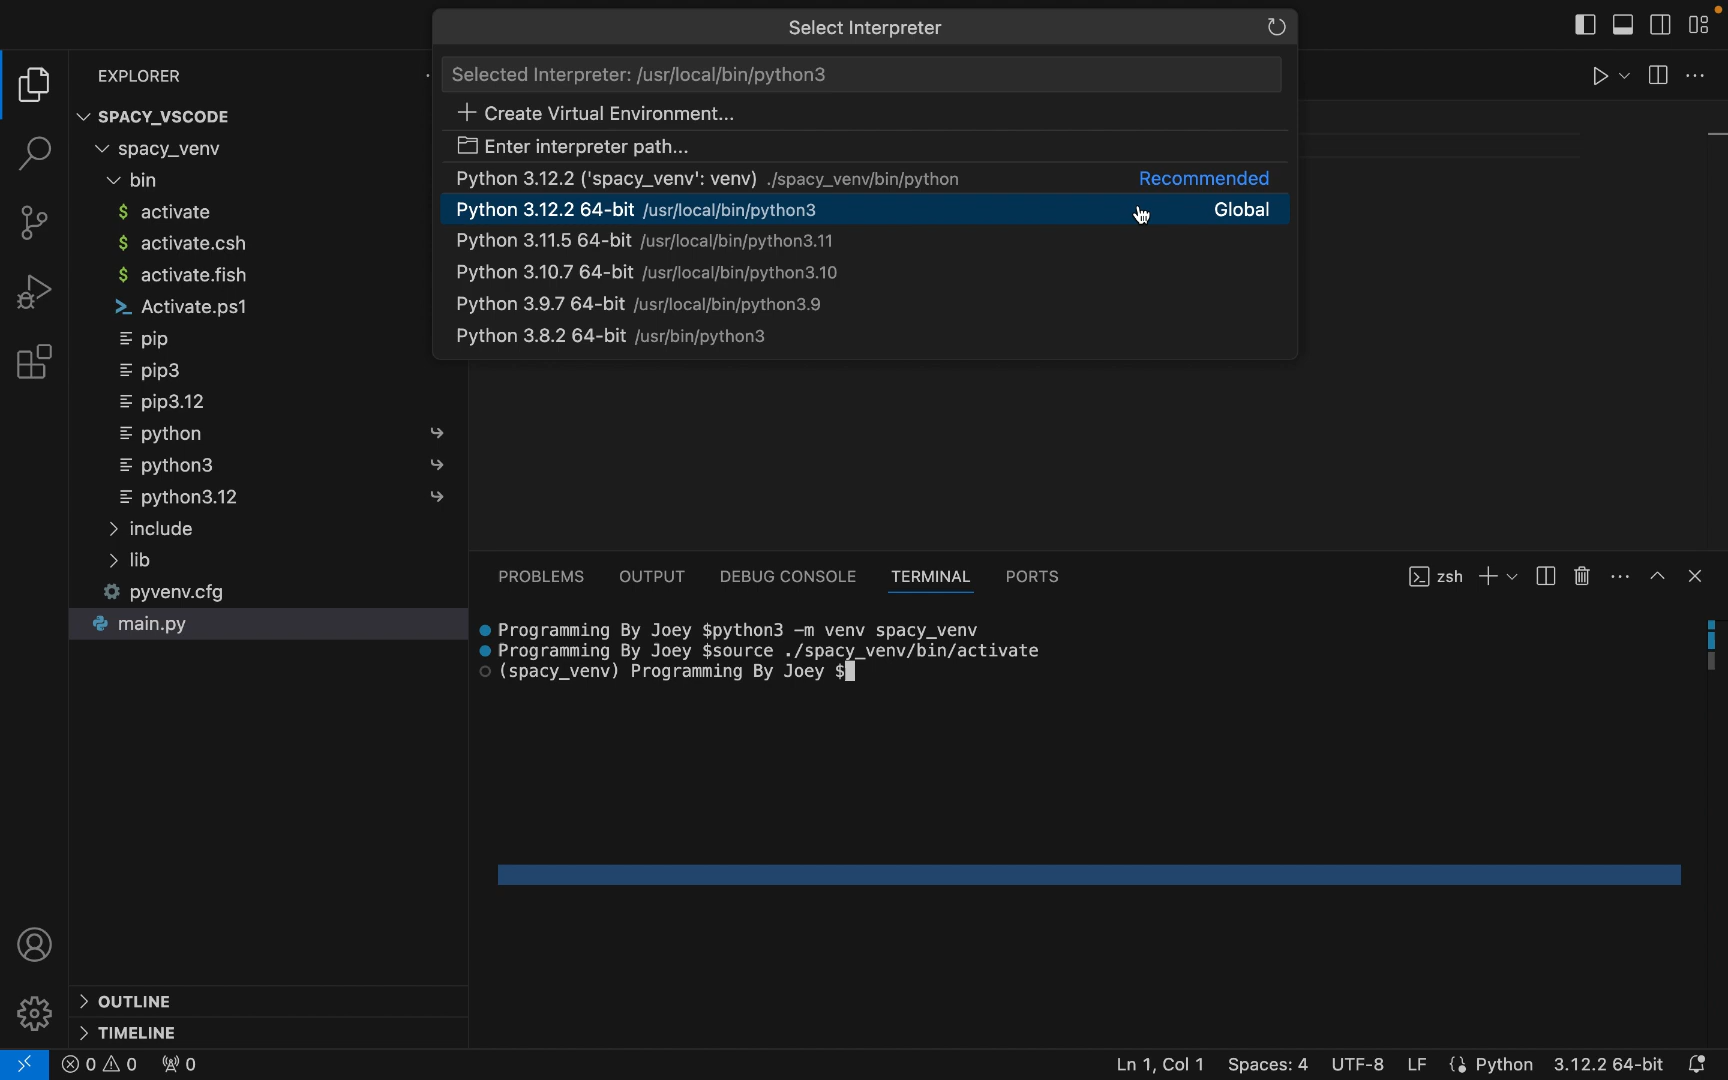 Select Interpreter
Selected Interpreter: /usr/local/bin/python3
Create Virtual Environment...
Enter interpreter path...
Python 3.12.2 ('spacy_venv': venv) ./spacy_venv/bin/python Recommended
Python 3.12.2 64-bit /usr/local/bin/python3 Global
Python 3.11.5 64-bit /usr/local/bin/python3.11
Python 3.10.7 64-bit /usr/local/bin/python3.10
Python 3.9.7 64-bit /usr/local/bin/python3.9
Python 3.8.2 64-bit /usr/bin/python3
EXPLORER
SPACY_VSCODE
spacy_venv
bin
$ activate
$ activate.csh
$ activate.fish
Activate.ps1
pip
pip3
pip3.12
python
python3
python3.12
include
lib
pyvenv.cfg
main.py
OUTLINE
TIMELINE
PROBLEMS OUTPUT DEBUG CONSOLE TERMINAL PORTS zsh
Programming By Joey $python3 -m venv spacy_venv
Programming By Joey $source ./spacy_venv/bin/activate
(spacy_venv) Programming By Joey $
0 0 0 Ln 1, Col 1 Spaces: 4 UTF-8 LF Python 3.12.2 64-bit